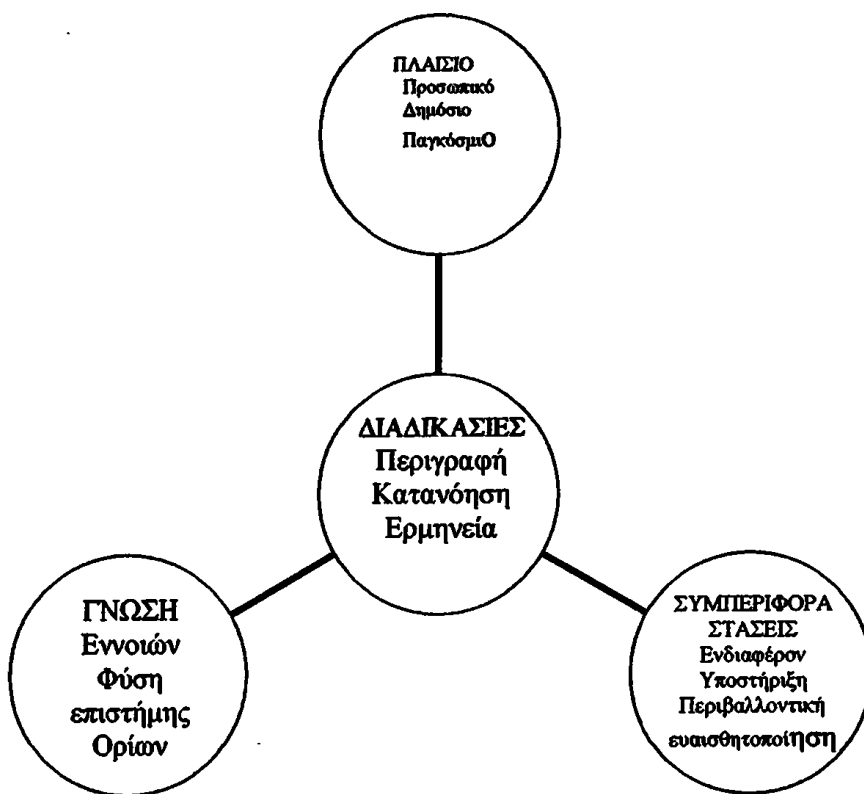 ΠΛΑΙΣΙΟ
Προσωπικό
Δημόσιο
ΠαγκόσμιΟ
ΔΙΑΔΙΚΑΣΙΕΣ
Περιγραφή
Κατανόηση
Ερμηνεία
ΓΝΩΣΗ
Εννοιών
Φύση
επιστήμης
Ορίων
ΣΥΜΠΕΡΙΦΟΡΑ
ΣΤΑΣΕΙΣ
Ενδιαφέρον
Υποστήριξη
Περιβαλλοντική
ευαισθητοποίηση